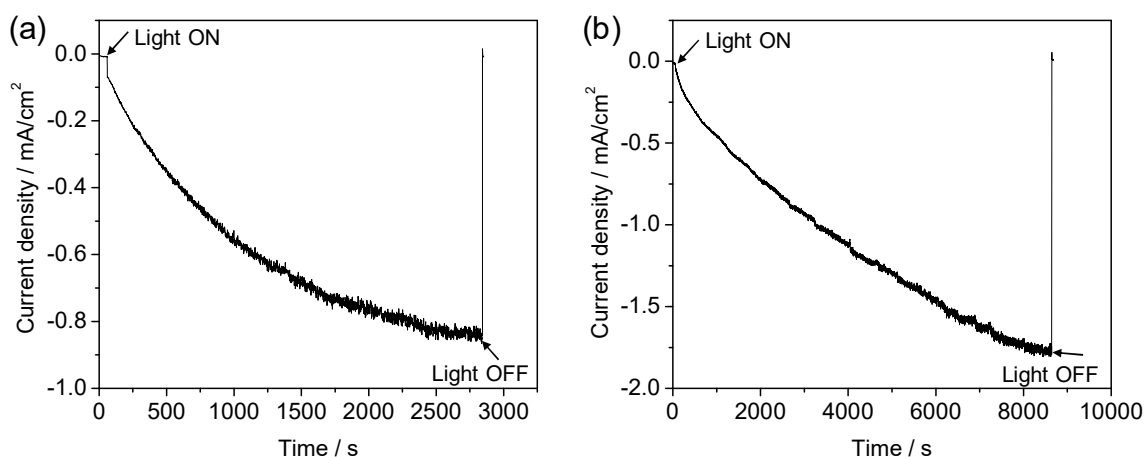 (a)
Light ON
0.0
-0.2
-0.4
-0.6
-0.8
-1.0
Current density / mA/cm²
Light OFF
0 500 1000 1500 2000 2500 3000
Time / s
(b)
Light ON
0.0
-0.5
-1.0
-1.5
-2.0
Current density / mA/cm²
Light OFF
0 2000 4000 6000 8000 10000
Time / s